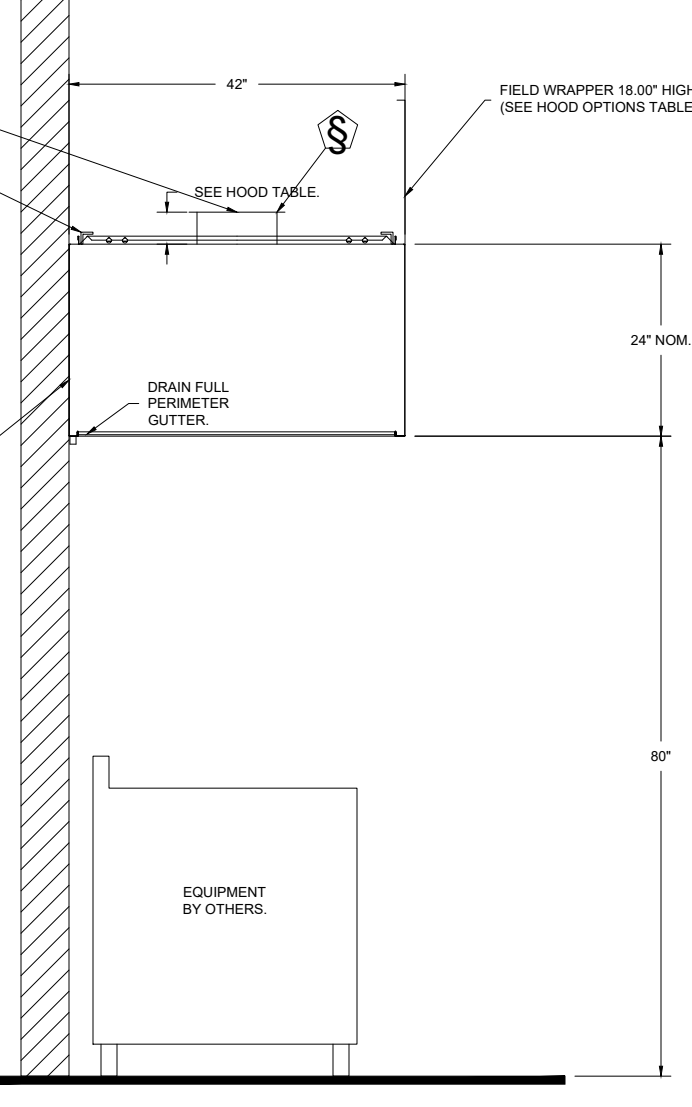 42"
FIELD WRAPPER 18.00" HIGH
(SEE HOOD OPTIONS TABLE
§
SEE HOOD TABLE.
24" NOM.
DRAIN FULL
PERIMETER
GUTTER.
80"
EQUIPMENT
BY OTHERS.